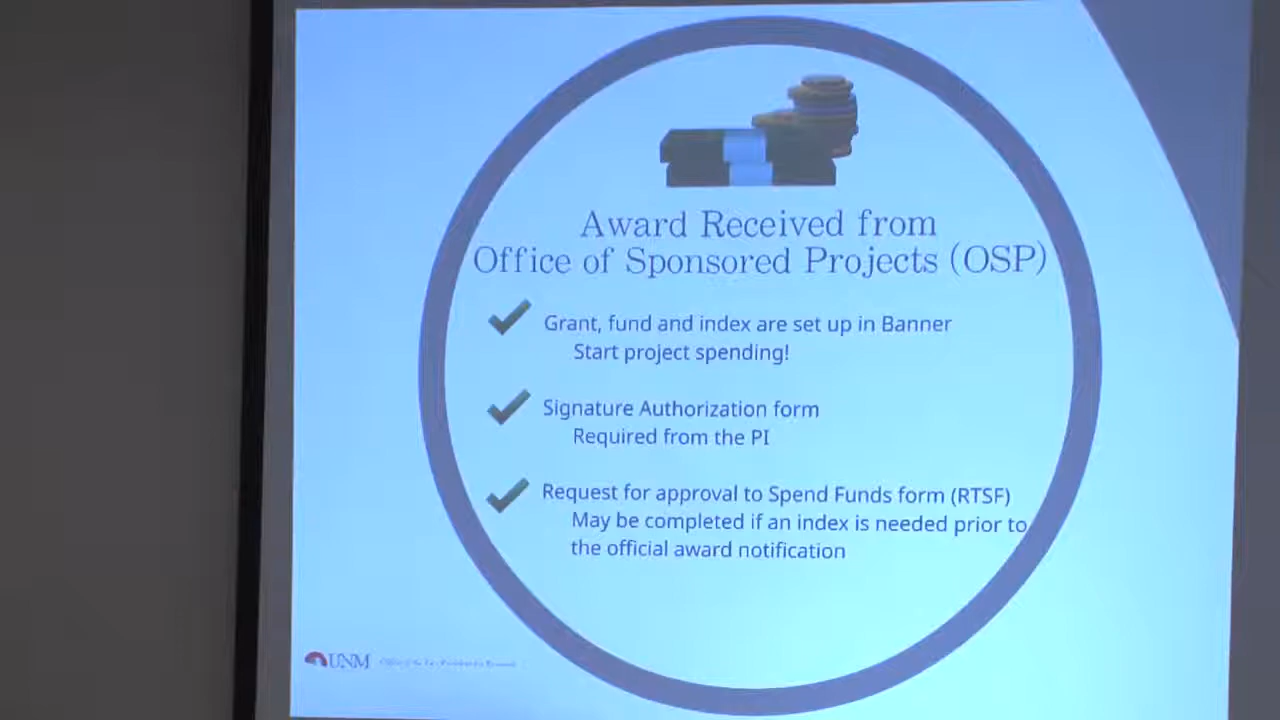 Award Received from
Office of Sponsored Projects (OSP)
Grant, fund and index are set up in Banner
Start project spending!
Signature Authorization form
Required from the PI
Request for approval to Spend Funds form (RTSF)
May be completed if an index is needed prior to
the official award notification
UNM